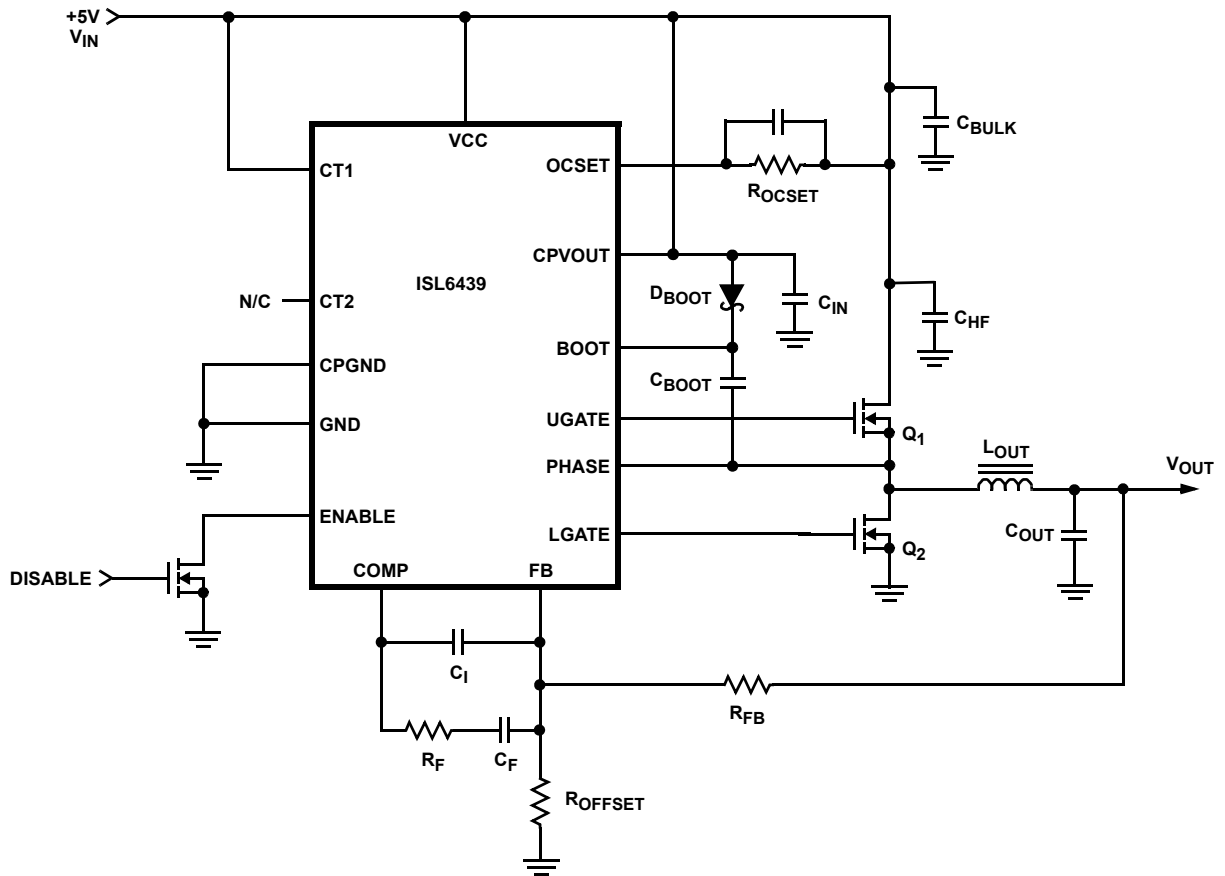 +5V
VIN
VCC
CT1
OCSET
CBULK
ROCSET
CPVOUT
ISL6439
DBOOT
CIN
N/C
CT2
CHF
BOOT
CPGND
CBOOT
GND
UGATE
Q1
LOUT
PHASE
VOUT
ENABLE
LGATE
COUT
Q2
COMP
FB
DISABLE
CI
RFB
RF
CF
ROFFSET